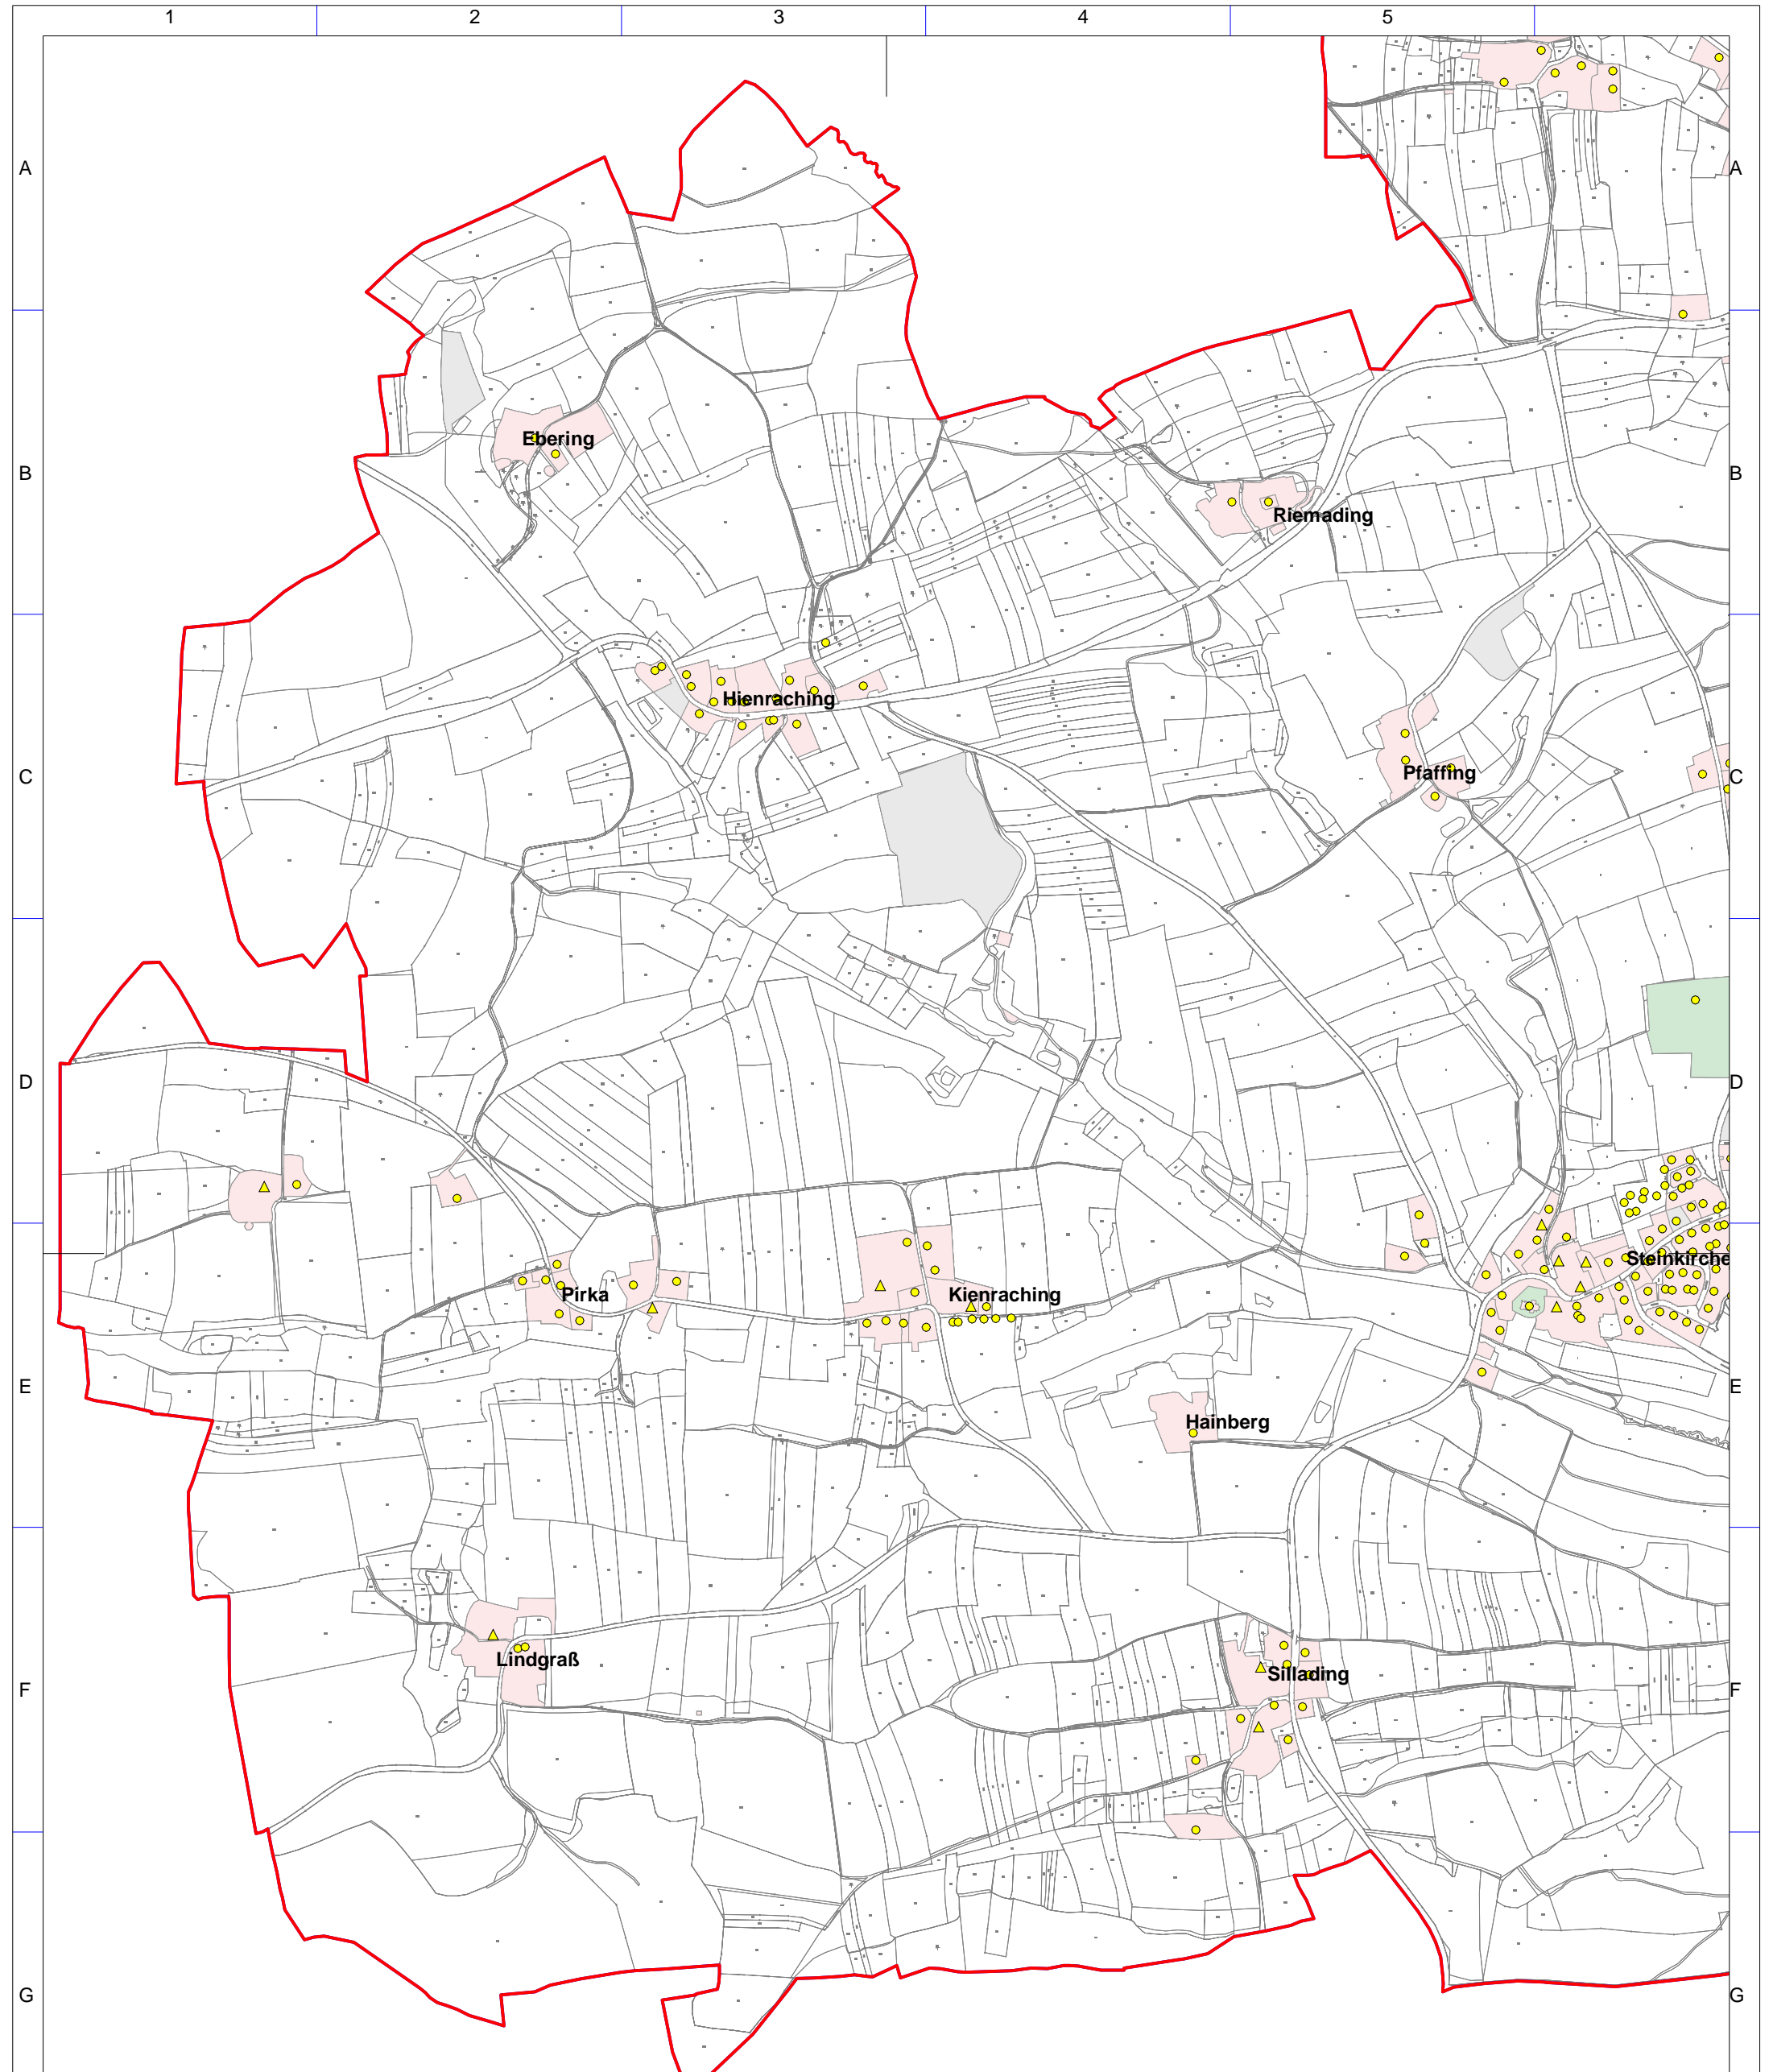 1 2 3 4 5
A A
Ebering
B B
Riemading
Hienraching
C Pfaffing C
D D
Steinkirche
Pirka Kienraching
E E
Hainberg
Lindgraß Sillading
F F
G G